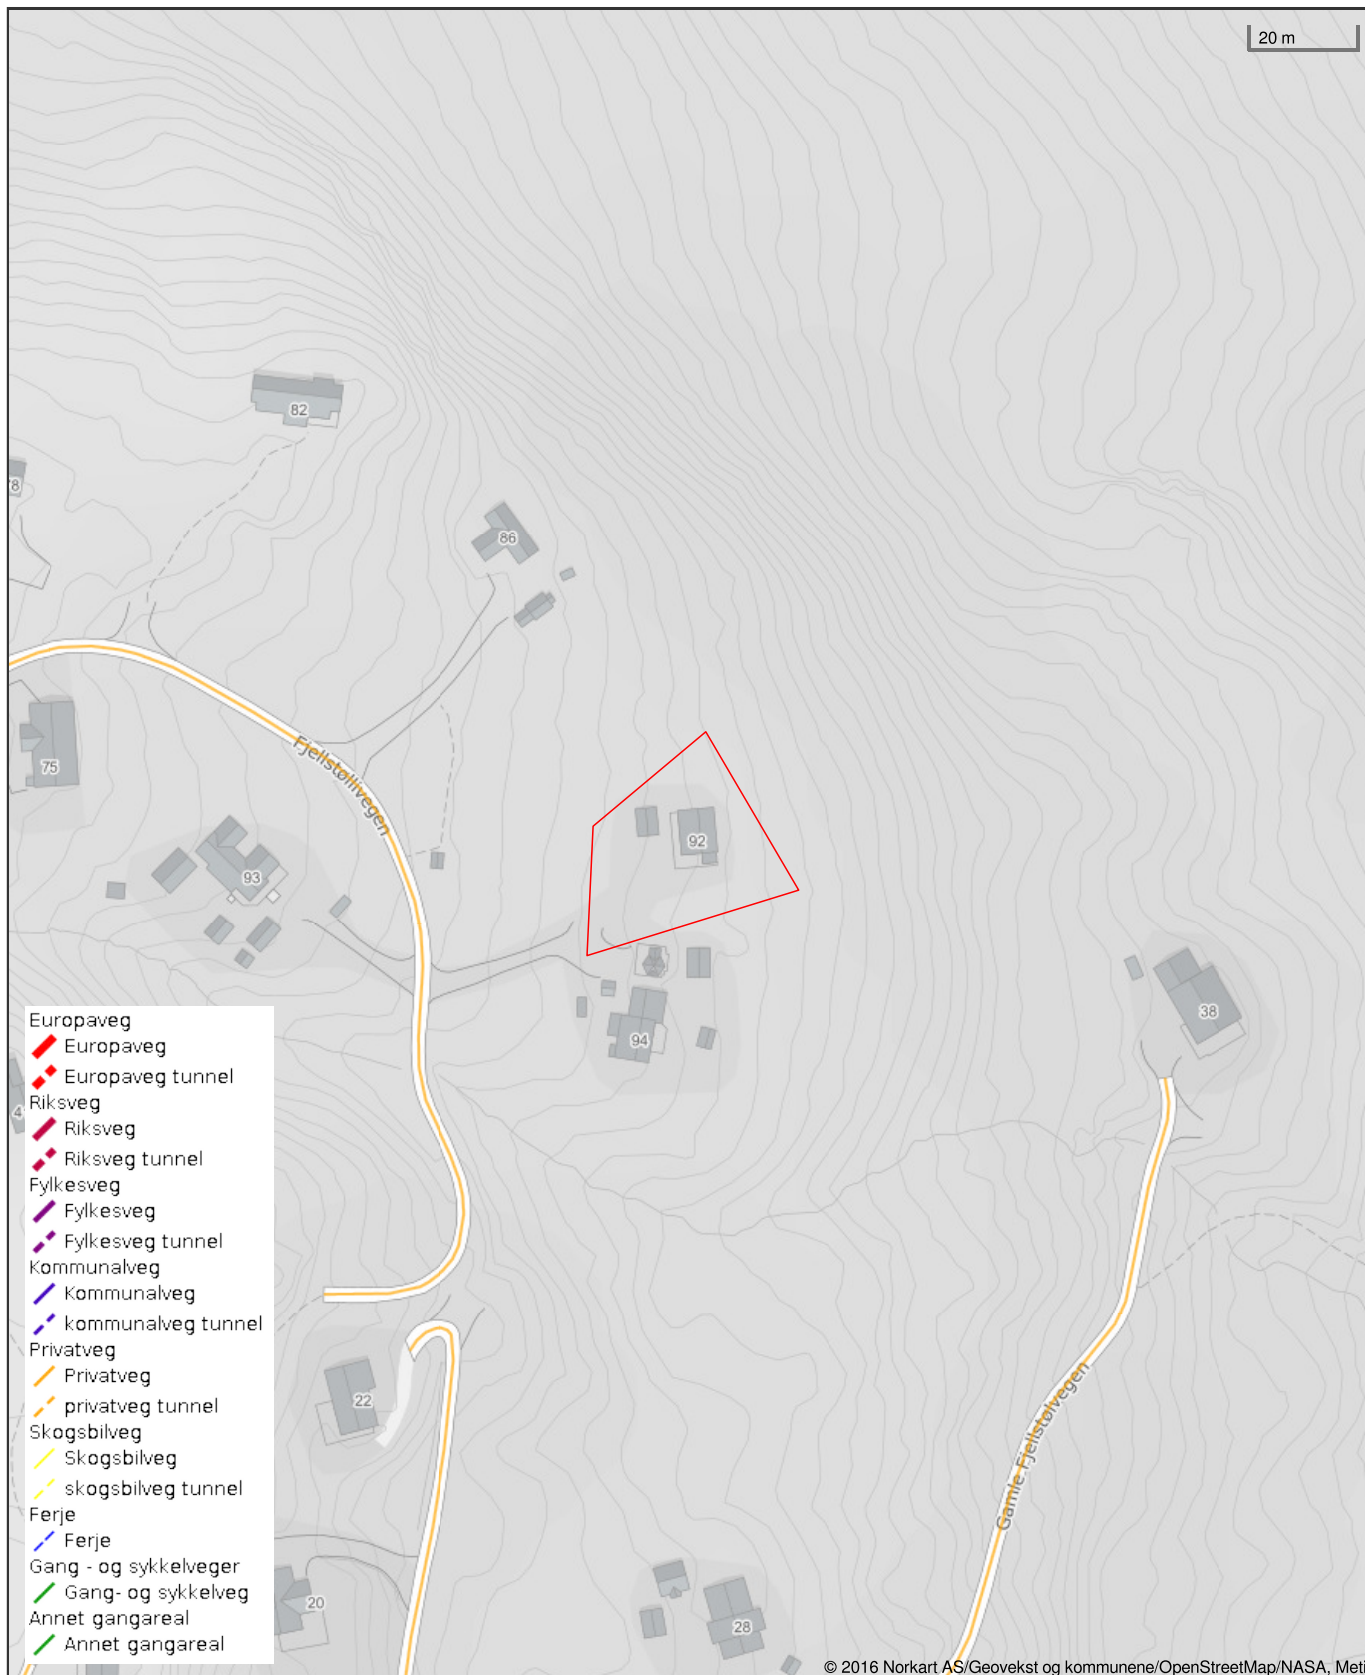 20 m
82
78
86
Fjellstøllivegen
75
92
93
94
38
Europaveg
Europaveg
Europaveg tunnel
Riksveg
Riksveg
Riksveg tunnel
Fylkesveg
Fylkesveg
Fylkesveg tunnel
Kommunalveg
Kommunalveg
kommunalveg tunnel
Privatveg
Privatveg
privatveg tunnel
Skogsbilveg
Skogsbilveg
skogsbilveg tunnel
Ferje
Ferje
Gang - og sykkelveger
Gang- og sykkelveg
Annet gangareal
Annet gangareal
4
22
Gamle Fjellstølvegen
20
28
© 2016 Norkart AS/Geovekst og kommunene/OpenStreetMap/NASA, Meti